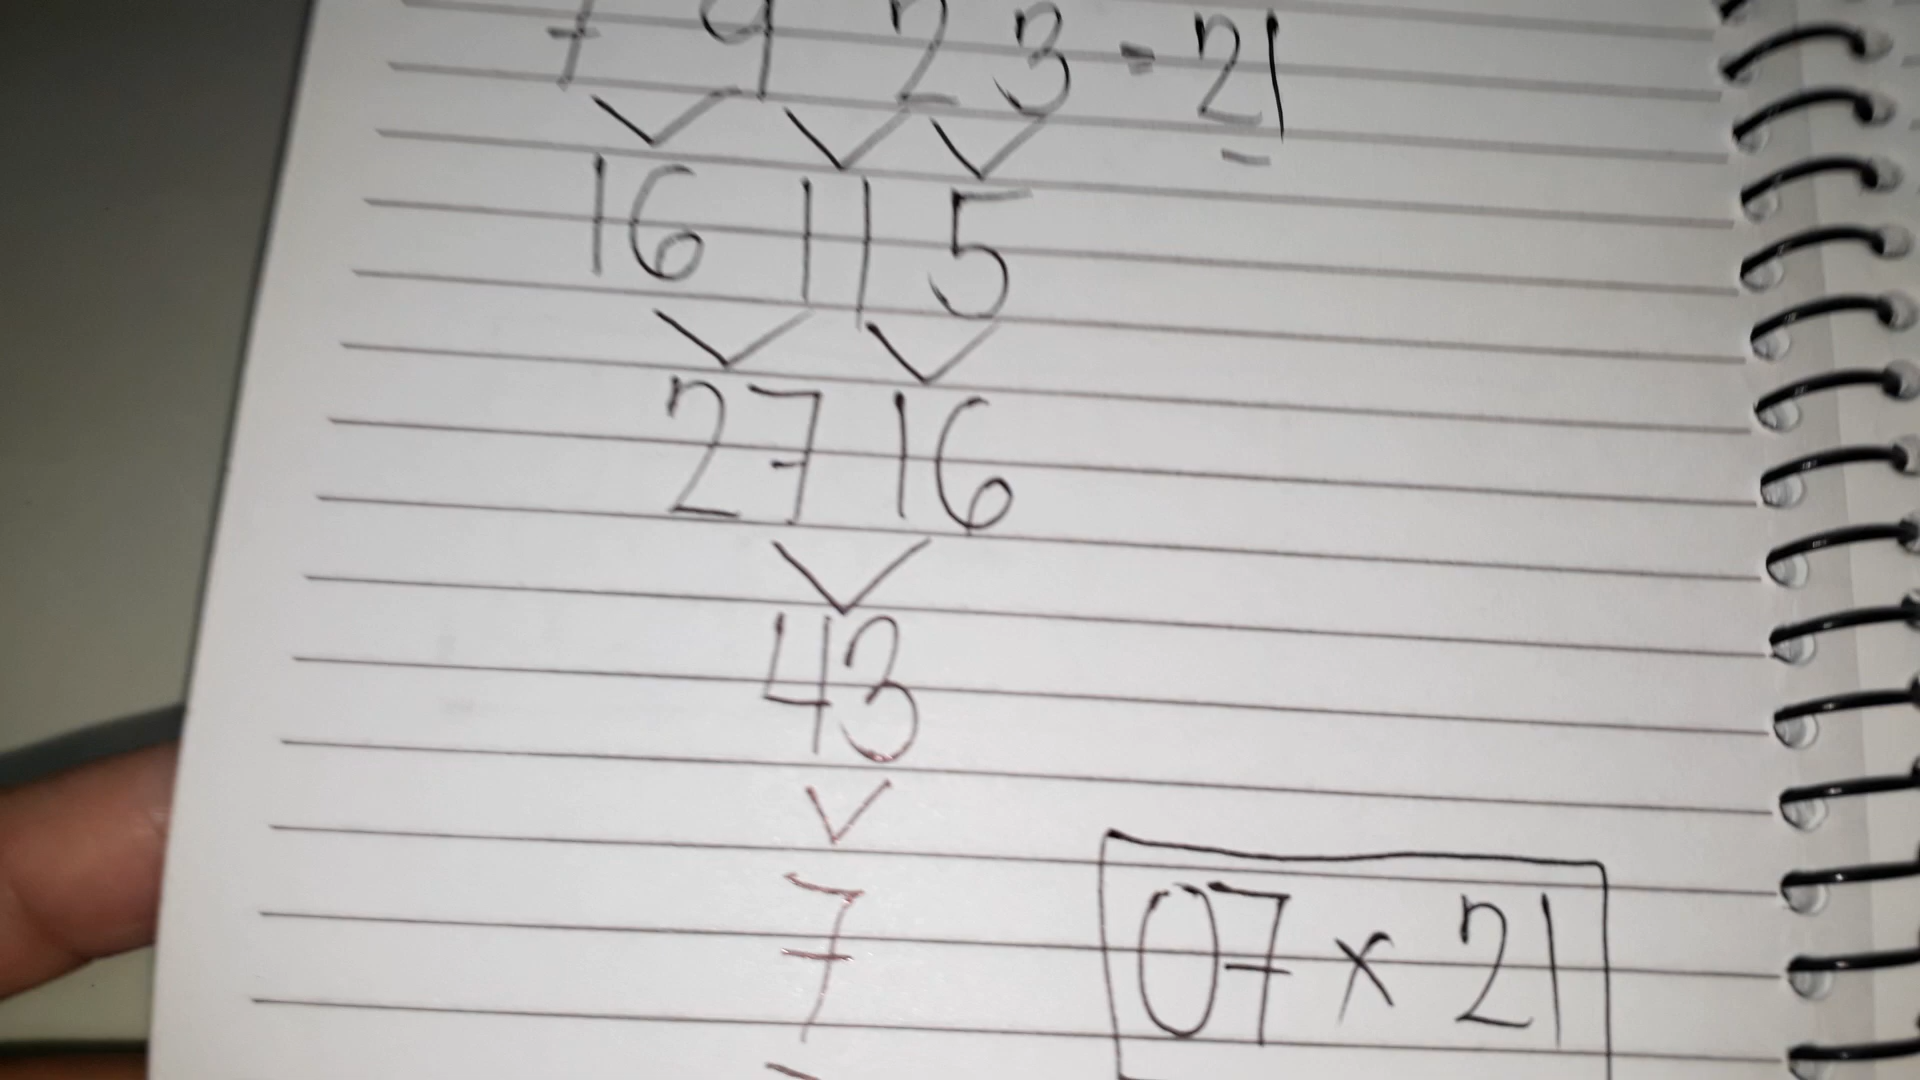 7 9 2 3 = 21
16 11 5
27 16
43
7
07 x 21